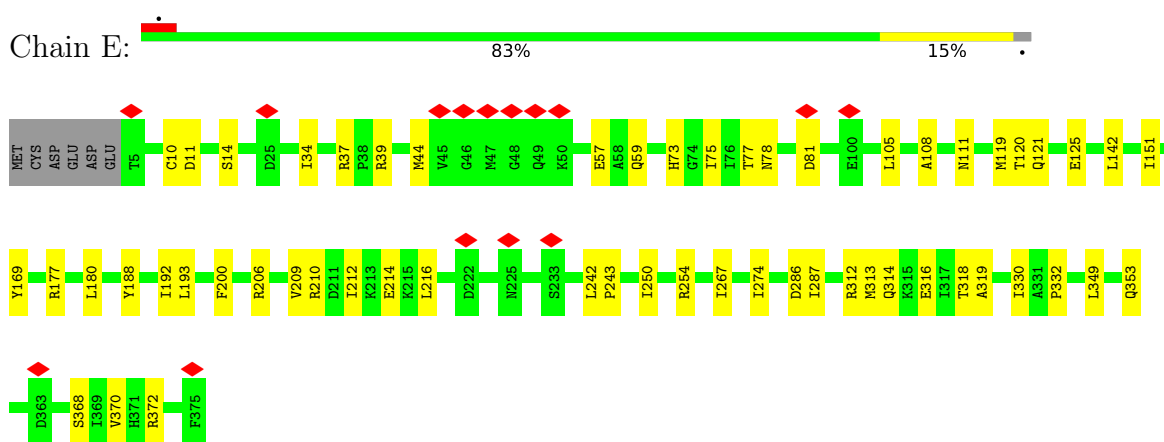 Chain E:
•
83% 15% •
MET CYS ASP GLU ASP GLU T5 C10 D11 S14 D25 I34 R37 P38 R39 M44 V45 G46 M47 G48 Q49 K50 E57 A58 Q59 H73 G74 I75 I76 T77 N78 D81 E100 L105 A108 N111 M119 T120 Q121 E125 L142 I151
Y169 R177 L180 Y188 I192 L193 F200 R206 V209 R210 D211 I212 K213 E214 K215 L216 D222 N225 S233 L242 P243 I250 R254 I267 I274 D286 I287 R312 M313 Q314 K315 E316 I317 T318 A319 I330 A331 P332 L349 Q353
D363 S368 I369 V370 H371 R372 F375